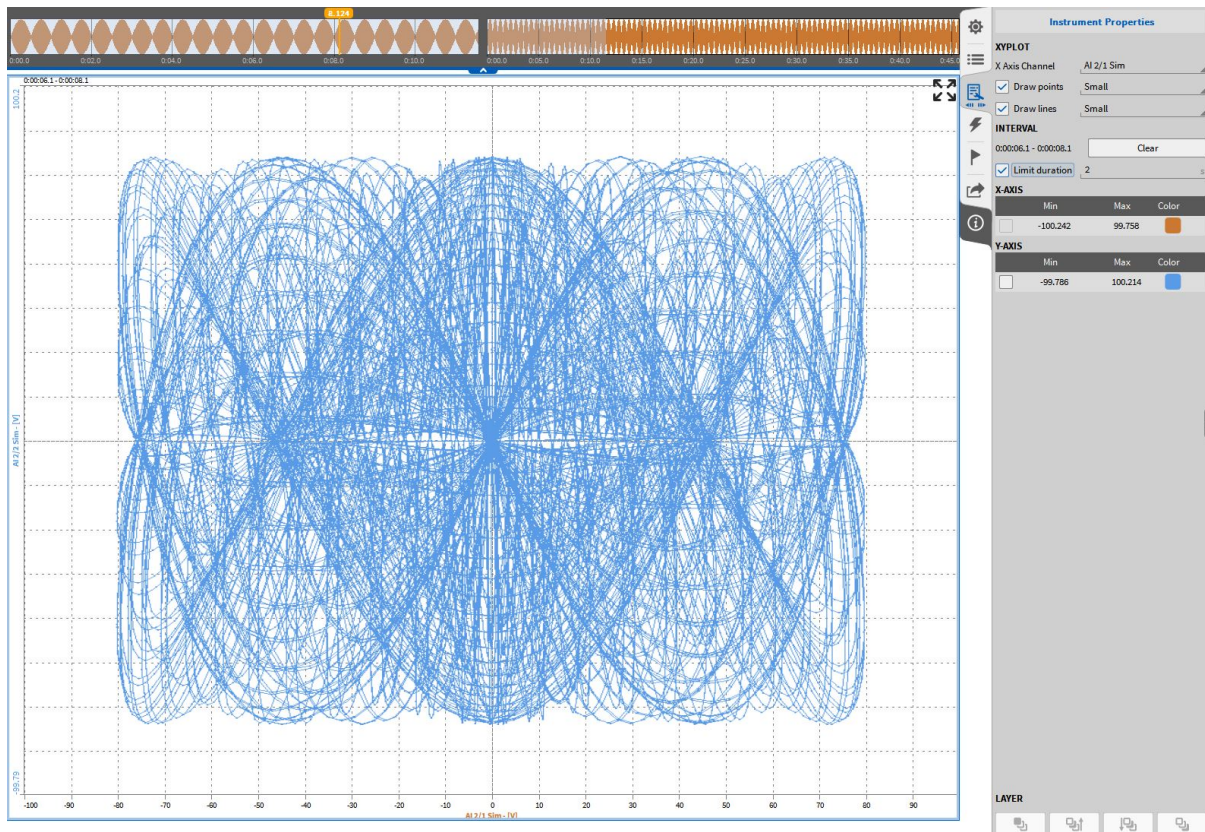 8.124
0:00.0 0:02.0 0:04.0 0:06.0 0:08.0 0:10.0 0:00.0 0:05.0 0:10.0 0:15.0 0:20.0 0:25.0 0:30.0 0:35.0 0:40.0 0:45.0
0:00:06.1 - 0:00:08.1
100.2
AI 2/2 Sim - [V]
-99.79
-100 -90 -80 -70 -60 -50 -40 -30 -20 -10 0 10 20 30 40 50 60 70 80 90
AI 2/1 Sim - [V]
Instrument Properties
XYPLOT
X Axis Channel AI 2/1 Sim
Draw points Small
Draw lines Small
INTERVAL
0:00:06.1 - 0:00:08.1 Clear
Limit duration 2 s
X-AXIS
Min Max Color
-100.242 99.758
Y-AXIS
Min Max Color
-99.786 100.214
LAYER